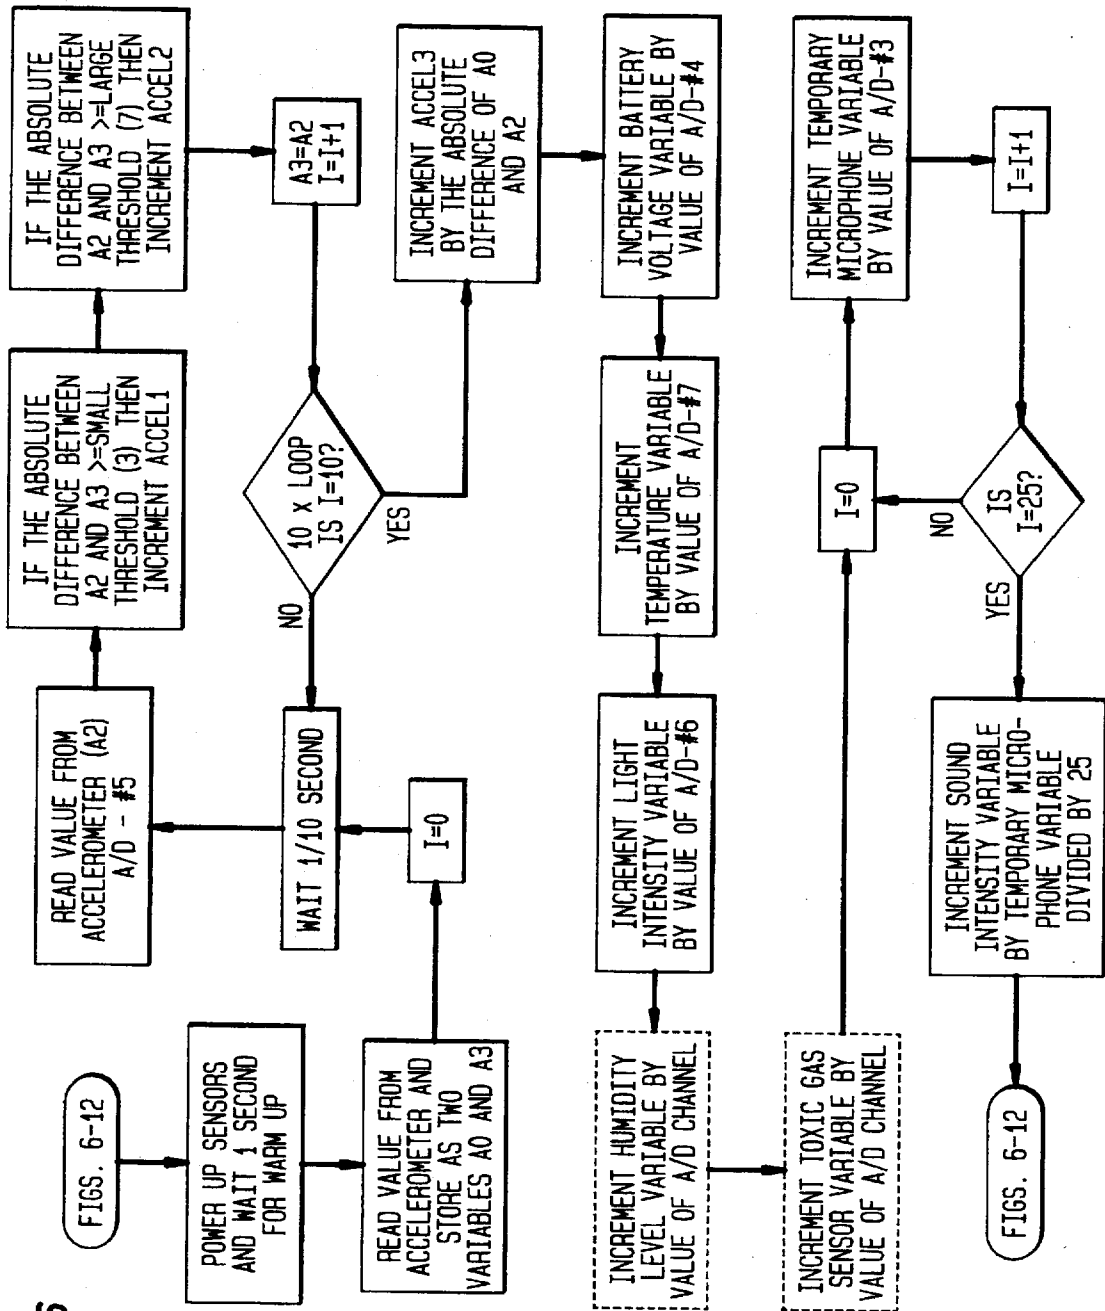 FIGS. 6-12
POWER UP SENSORS
AND WAIT 1 SECOND
FOR WARM UP
READ VALUE FROM
ACCELEROMETER AND
STORE AS TWO
VARIABLES A0 AND A3
I=0
WAIT 1/10 SECOND
READ VALUE FROM
ACCELEROMETER (A2)
A/D - #5
IF THE ABSOLUTE
DIFFERENCE BETWEEN
A2 AND A3 >=SMALL
THRESHOLD (3) THEN
INCREMENT ACCEL1
IF THE ABSOLUTE
DIFFERENCE BETWEEN
A2 AND A3 >=LARGE
THRESHOLD (7) THEN
INCREMENT ACCEL2
A3=A2
I=I+1
10 X LOOP
IS I=10?
NO
YES
INCREMENT ACCEL3
BY THE ABSOLUTE
DIFFERENCE OF A0
AND A2
INCREMENT BATTERY
VOLTAGE VARIABLE BY
VALUE OF A/D-#4
INCREMENT
TEMPERATURE VARIABLE
BY VALUE OF A/D-#7
INCREMENT LIGHT
INTENSITY VARIABLE
BY VALUE OF A/D-#6
INCREMENT HUMIDITY
LEVEL VARIABLE BY
VALUE OF A/D CHANNEL
INCREMENT TOXIC GAS
SENSOR VARIABLE BY
VALUE OF A/D CHANNEL
I=0
INCREMENT TEMPORARY
MICROPHONE VARIABLE
BY VALUE OF A/D-#3
I=I+1
IS
I=25?
NO
YES
INCREMENT SOUND
INTENSITY VARIABLE
BY TEMPORARY MICRO-
PHONE VARIABLE
DIVIDED BY 25
FIGS. 6-12